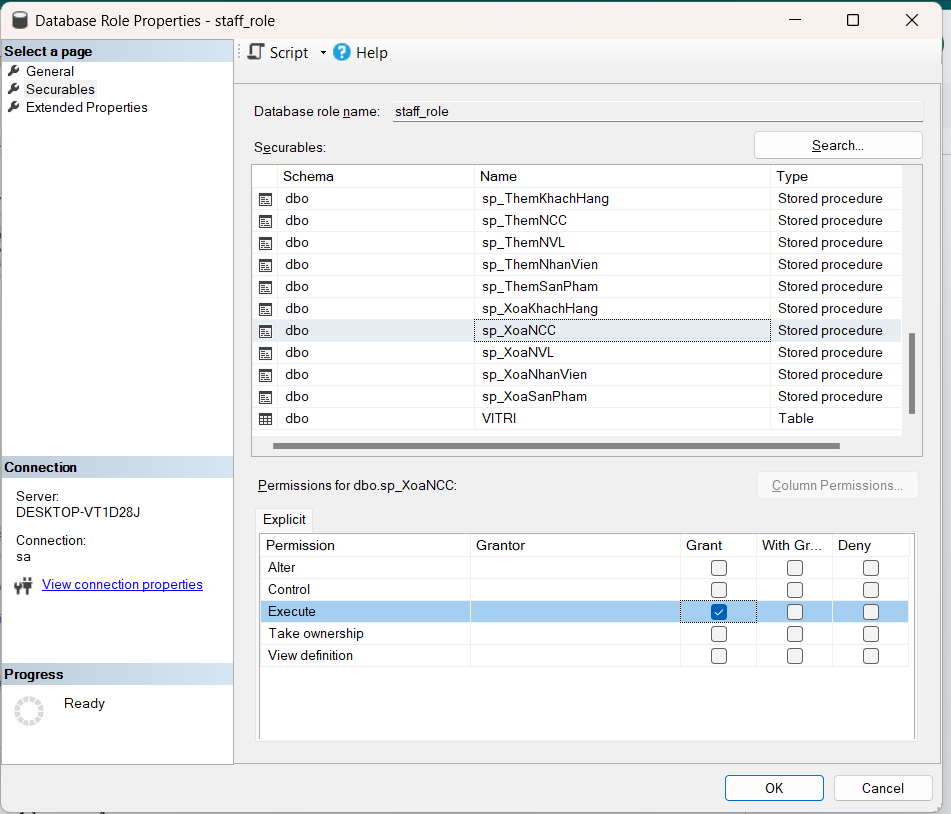 Database Role Properties - staff_role
Select a page
General
Securables
Extended Properties
Script
Help
Database role name: staff_role
Securables:
Search...
Schema Name Type
dbo sp_ThemKhachHang Stored procedure
dbo sp_ThemNCC Stored procedure
dbo sp_ThemNVL Stored procedure
dbo sp_ThemNhanVien Stored procedure
dbo sp_ThemSanPham Stored procedure
dbo sp_XoaKhachHang Stored procedure
dbo sp_XoaNCC Stored procedure
dbo sp_XoaNVL Stored procedure
dbo sp_XoaNhanVien Stored procedure
dbo sp_XoaSanPham Stored procedure
dbo VITRI Table
Connection
Server:
DESKTOP-VT1D28J
Connection:
sa
View connection properties
Progress
Ready
Permissions for dbo.sp_XoaNCC:
Column Permissions...
Explicit
Permission Grantor Grant With Gr... Deny
Alter
Control
Execute
Take ownership
View definition
OK
Cancel